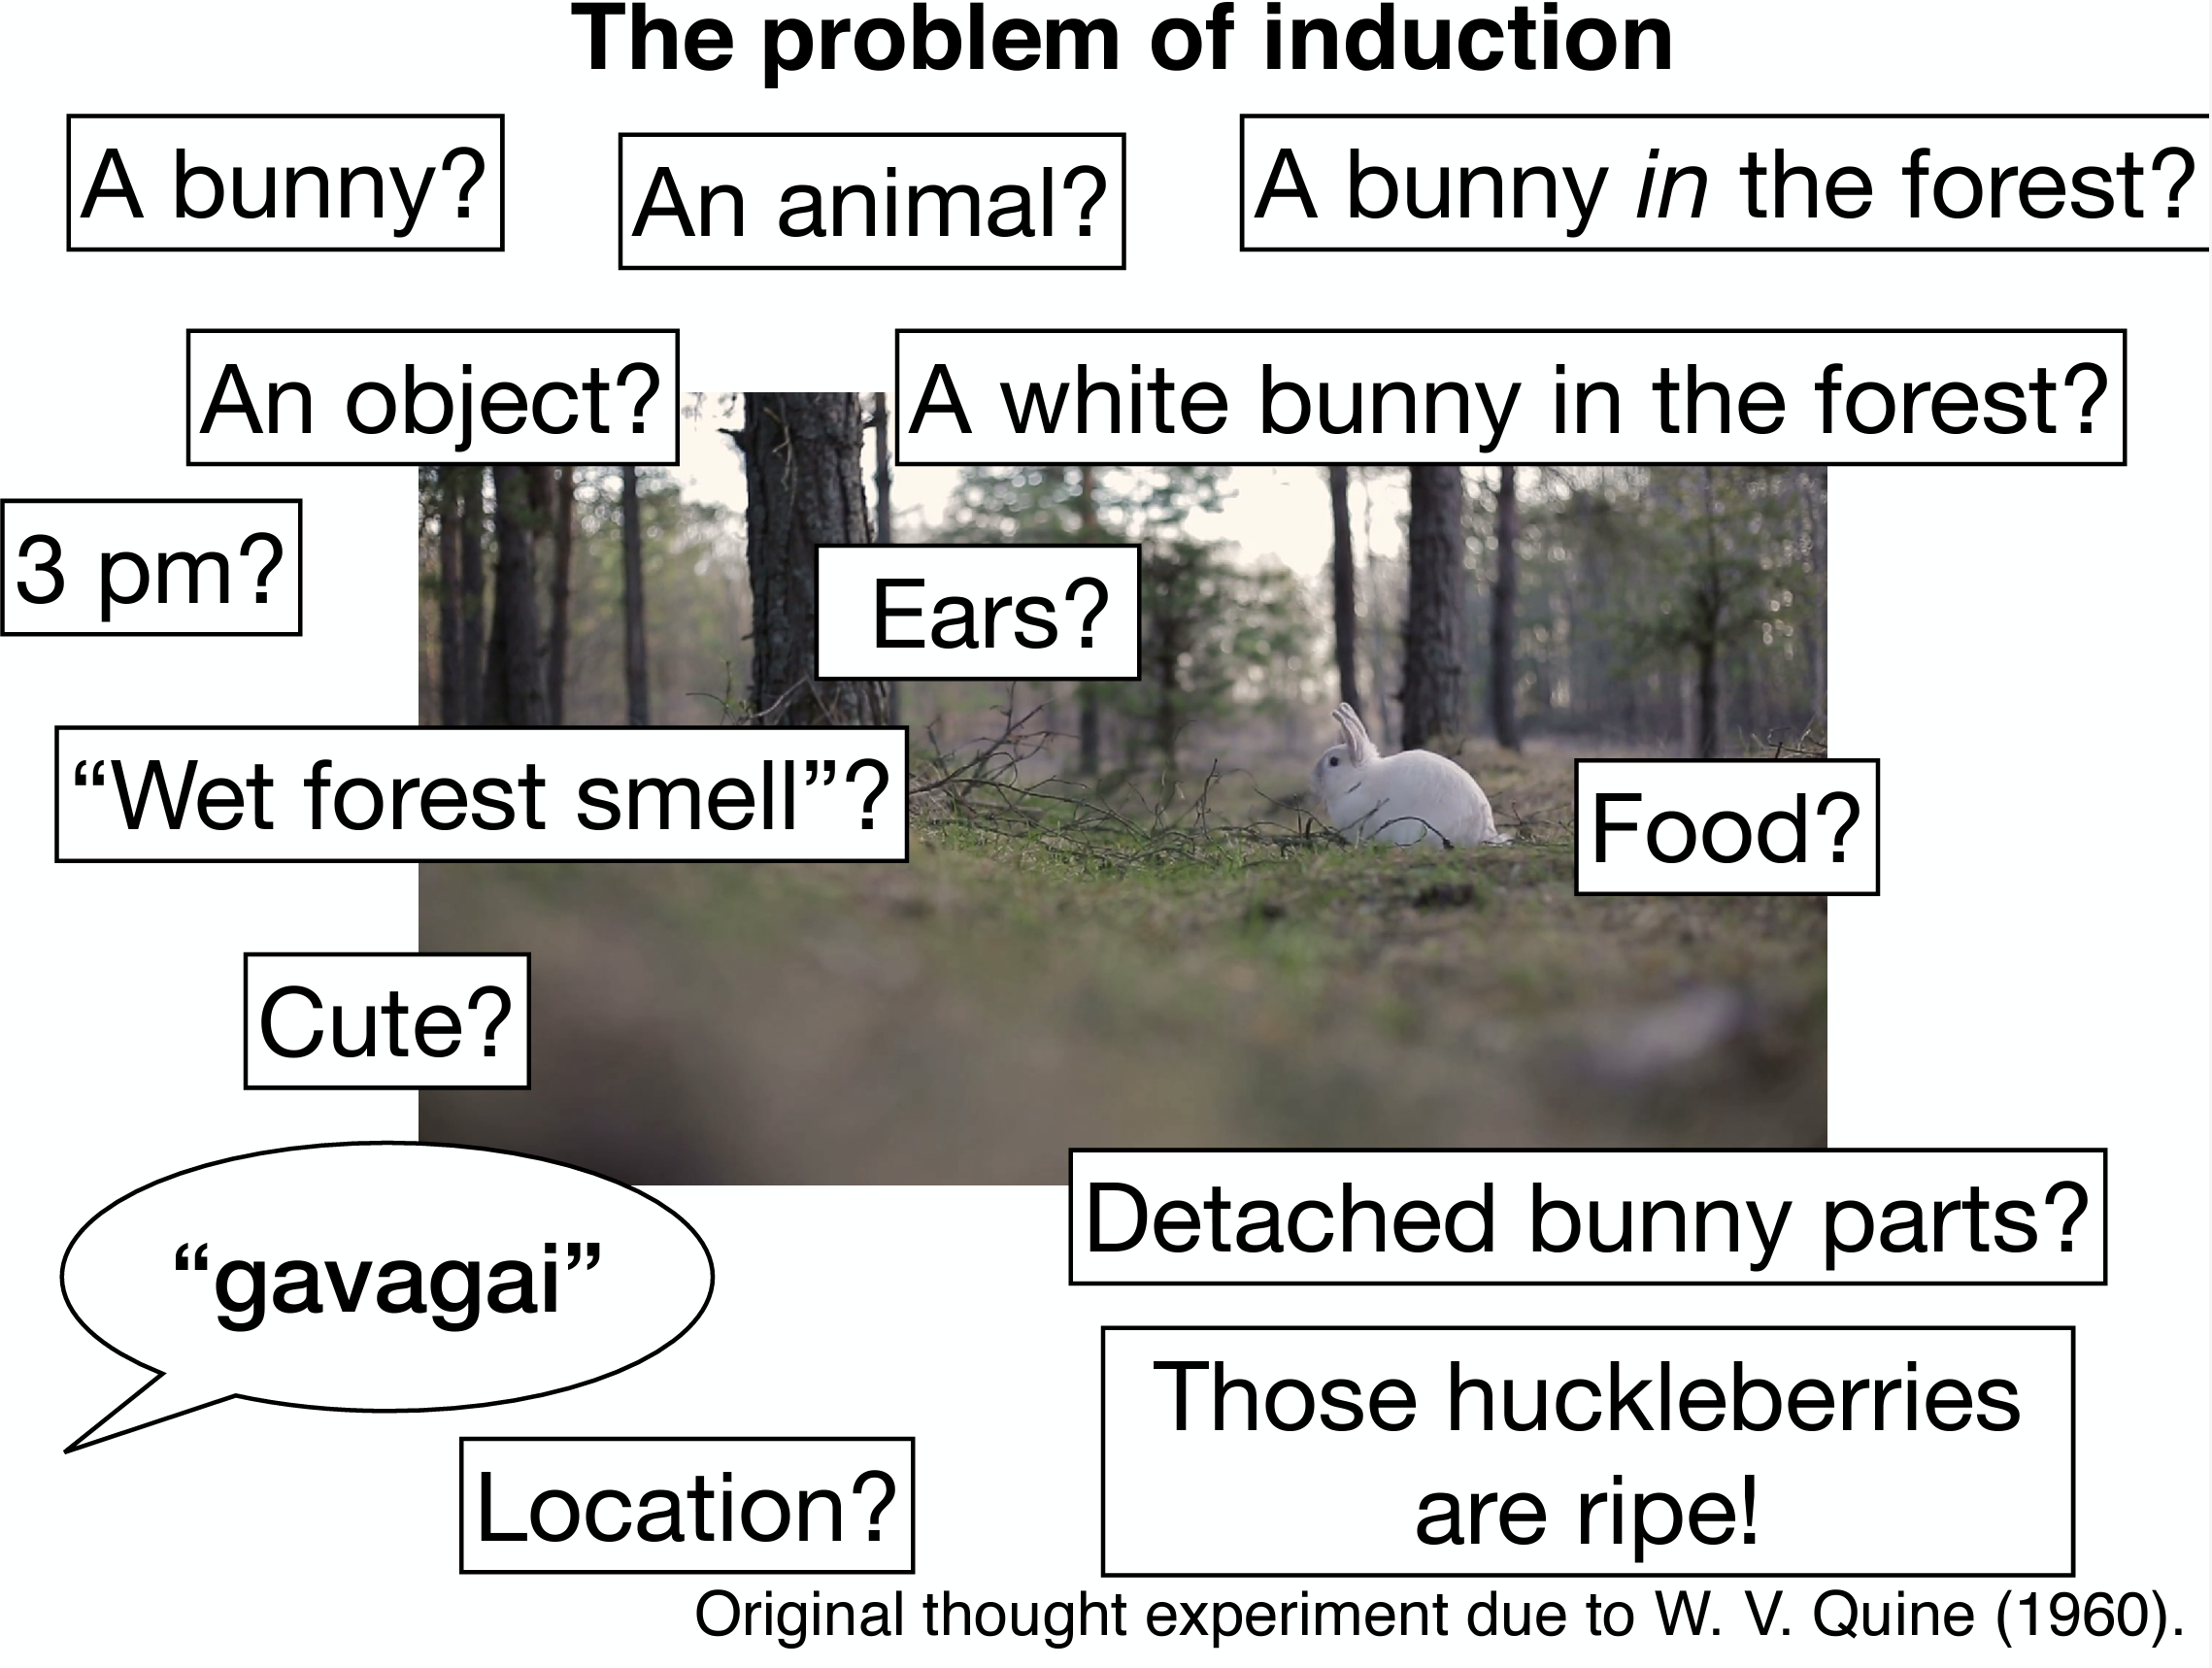 The problem of induction
A bunny?
An animal?
A bunny in the forest?
An object?
A white bunny in the forest?
3 pm?
Ears?
“Wet forest smell”?
Food?
Cute?
“gavagai”
Detached bunny parts?
Those huckleberries
are ripe!
Location?
Original thought experiment due to W. V. Quine (1960).